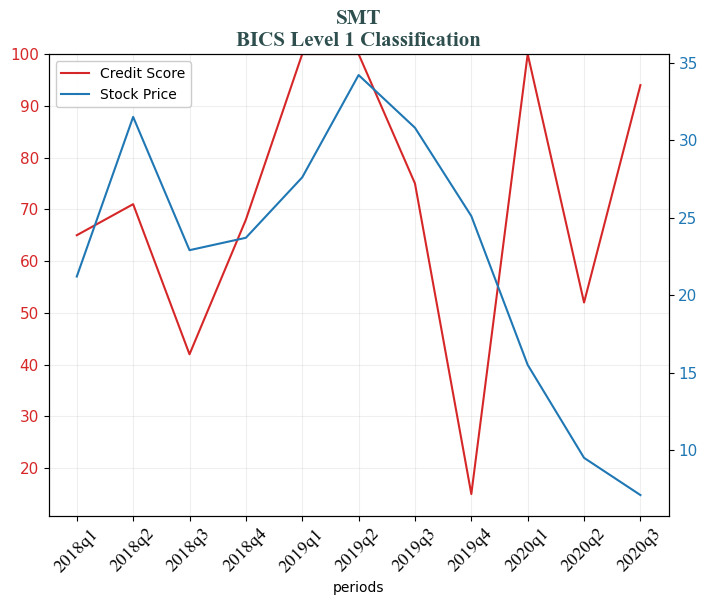 SMT
BICS Level 1 Classification
Credit Score
Stock Price
100
90
80
70
60
50
40
30
20
35
30
25
20
15
10
2018q1
2018q2
2018q3
2018q4
2019q1
2019q2
2019q3
2019q4
2020q1
2020q2
2020q3
periods